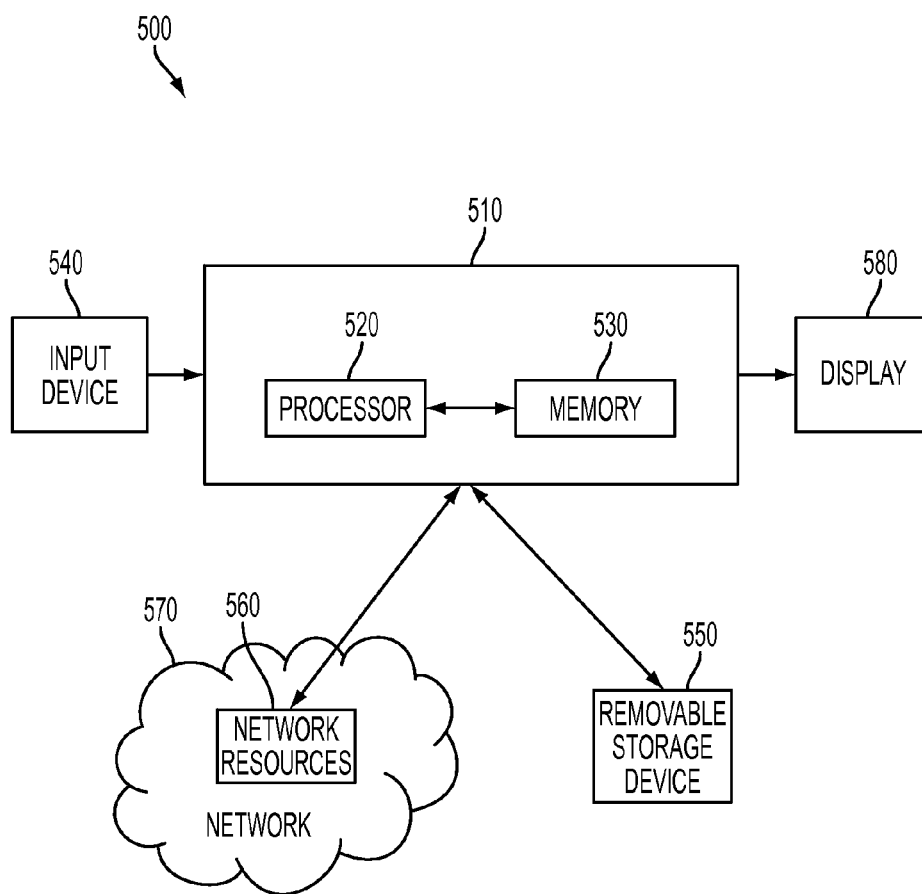 500
510
540
580
520
530
INPUT
DEVICE
PROCESSOR
MEMORY
DISPLAY
570
560
550
NETWORK
RESOURCES
REMOVABLE
STORAGE
DEVICE
NETWORK